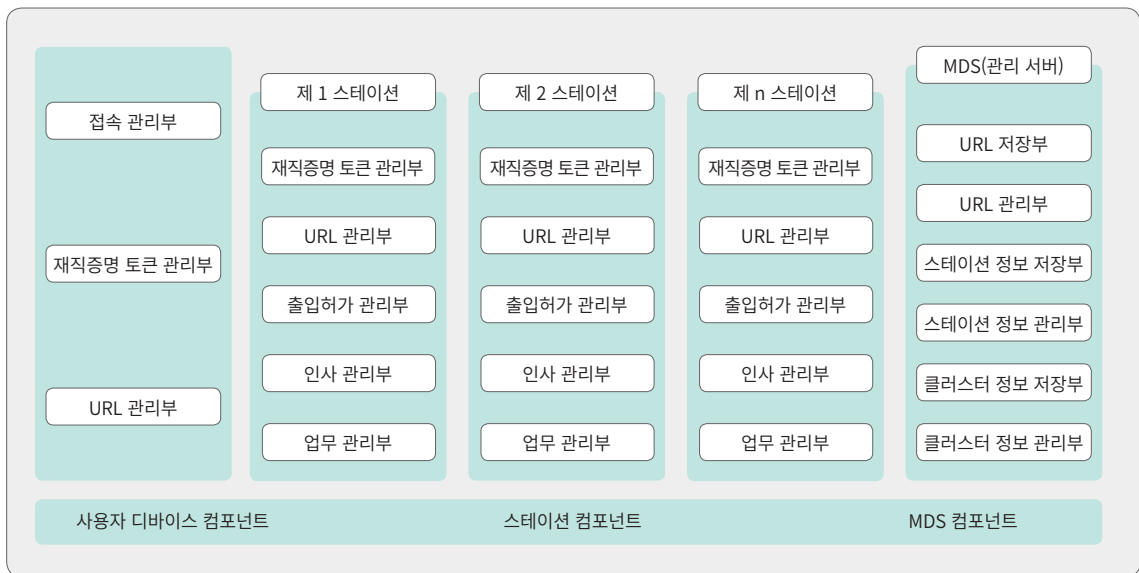 접속 관리부
재직증명 토큰 관리부
URL 관리부
제 1 스테이션
재직증명 토큰 관리부
URL 관리부
출입허가 관리부
인사 관리부
업무 관리부
제 2 스테이션
재직증명 토큰 관리부
URL 관리부
출입허가 관리부
인사 관리부
업무 관리부
제 n 스테이션
재직증명 토큰 관리부
URL 관리부
출입허가 관리부
인사 관리부
업무 관리부
MDS(관리 서버)
URL 저장부
URL 관리부
스테이션 정보 저장부
스테이션 정보 관리부
클러스터 정보 저장부
클러스터 정보 관리부
사용자 디바이스 컴포넌트
스테이션 컴포넌트
MDS 컴포넌트